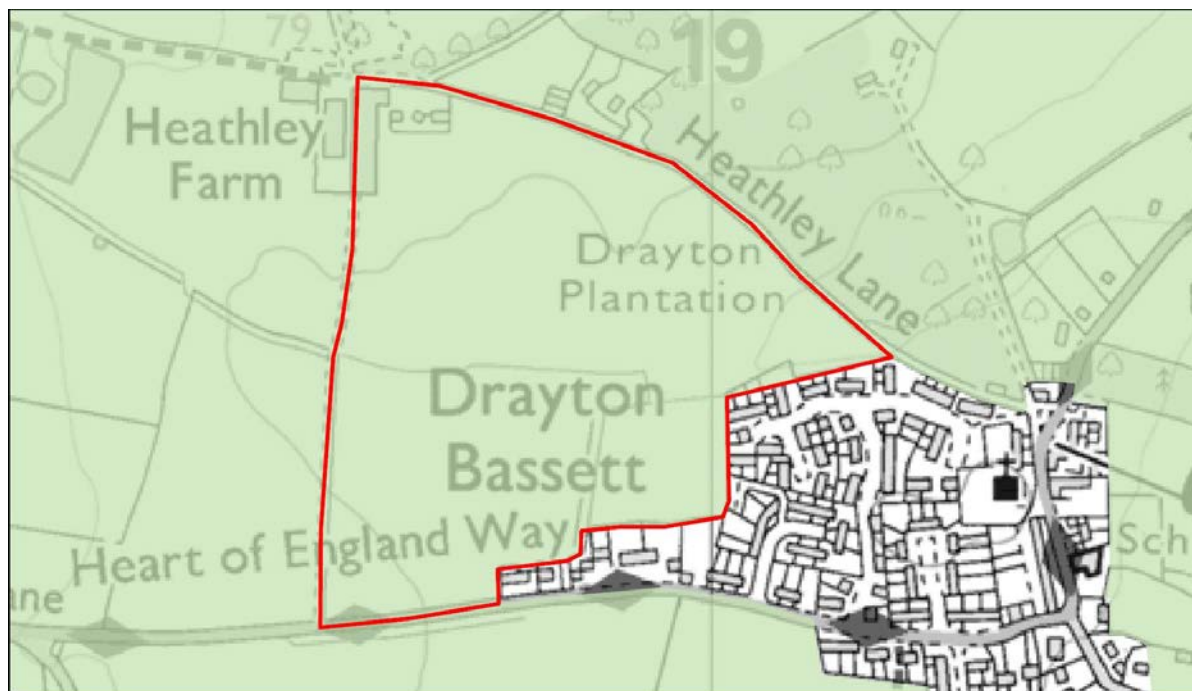 79
19
Heathley
Farm
Heathley Lane
Drayton
Plantation
Drayton
Bassett
Heart of England Way
Sch
ane